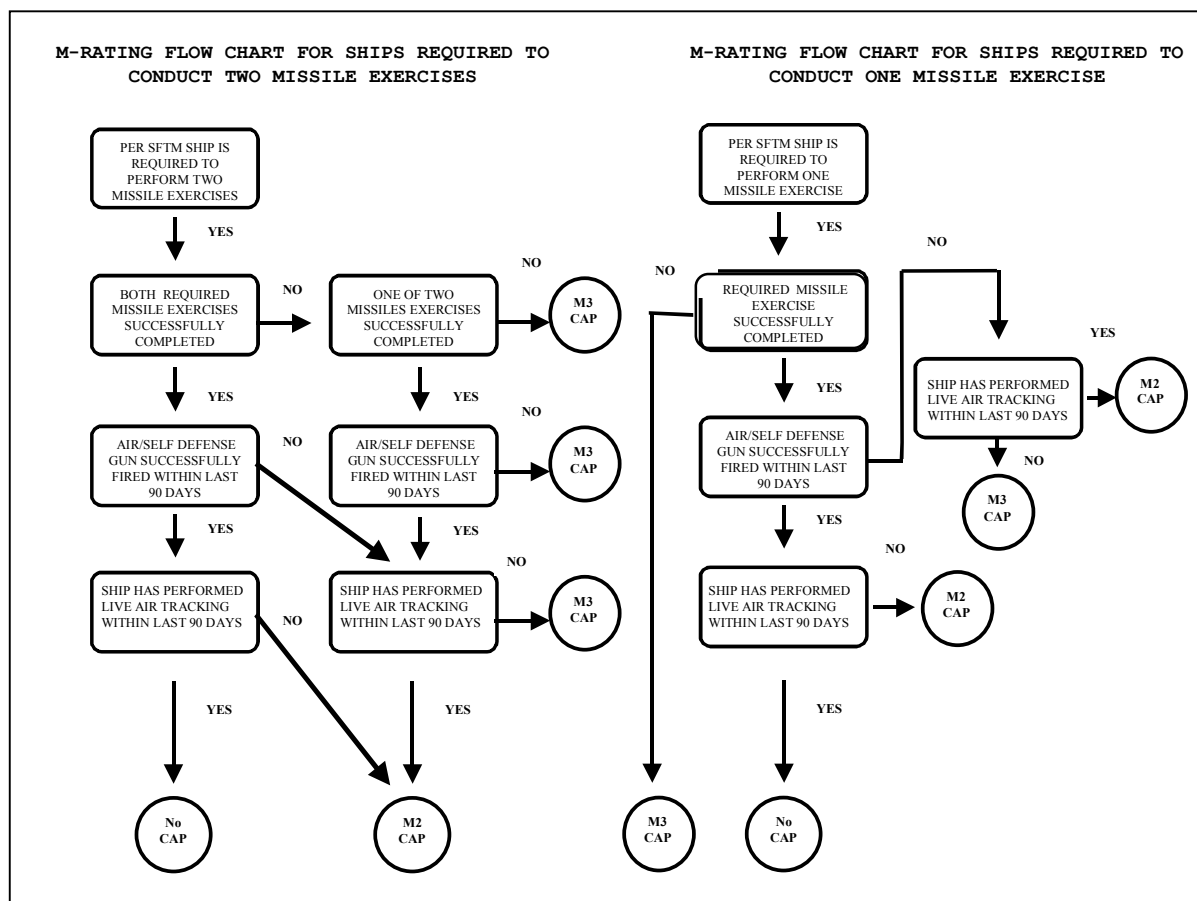 M-RATING FLOW CHART FOR SHIPS REQUIRED TO
CONDUCT TWO MISSILE EXERCISES
PER SFTM SHIP IS
REQUIRED TO
PERFORM TWO
MISSILE EXERCISES
YES
BOTH REQUIRED
MISSILE EXERCISES
SUCCESSFULLY
COMPLETED
NO
ONE OF TWO
MISSILES EXERCISES
SUCCESSFULLY
COMPLETED
NO
M3
CAP
YES
YES
AIR/SELF DEFENSE
GUN SUCCESSFULLY
FIRED WITHIN LAST
90 DAYS
NO
AIR/SELF DEFENSE
GUN SUCCESSFULLY
FIRED WITHIN LAST
90 DAYS
NO
M3
CAP
YES
YES
SHIP HAS PERFORMED
LIVE AIR TRACKING
WITHIN LAST 90 DAYS
NO
SHIP HAS PERFORMED
LIVE AIR TRACKING
WITHIN LAST 90 DAYS
NO
M3
CAP
YES
YES
No
CAP
M2
CAP
M-RATING FLOW CHART FOR SHIPS REQUIRED TO
CONDUCT ONE MISSILE EXERCISE
PER SFTM SHIP IS
REQUIRED TO
PERFORM ONE
MISSILE EXERCISE
YES
NO
NO
REQUIRED MISSILE
EXERCISE
SUCCESSFULLY
COMPLETED
YES
YES
SHIP HAS PERFORMED
LIVE AIR TRACKING
WITHIN LAST 90 DAYS
M2
CAP
AIR/SELF DEFENSE
GUN SUCCESSFULLY
FIRED WITHIN LAST
90 DAYS
NO
M3
CAP
YES
NO
SHIP HAS PERFORMED
LIVE AIR TRACKING
WITHIN LAST 90 DAYS
M2
CAP
YES
M3
CAP
No
CAP